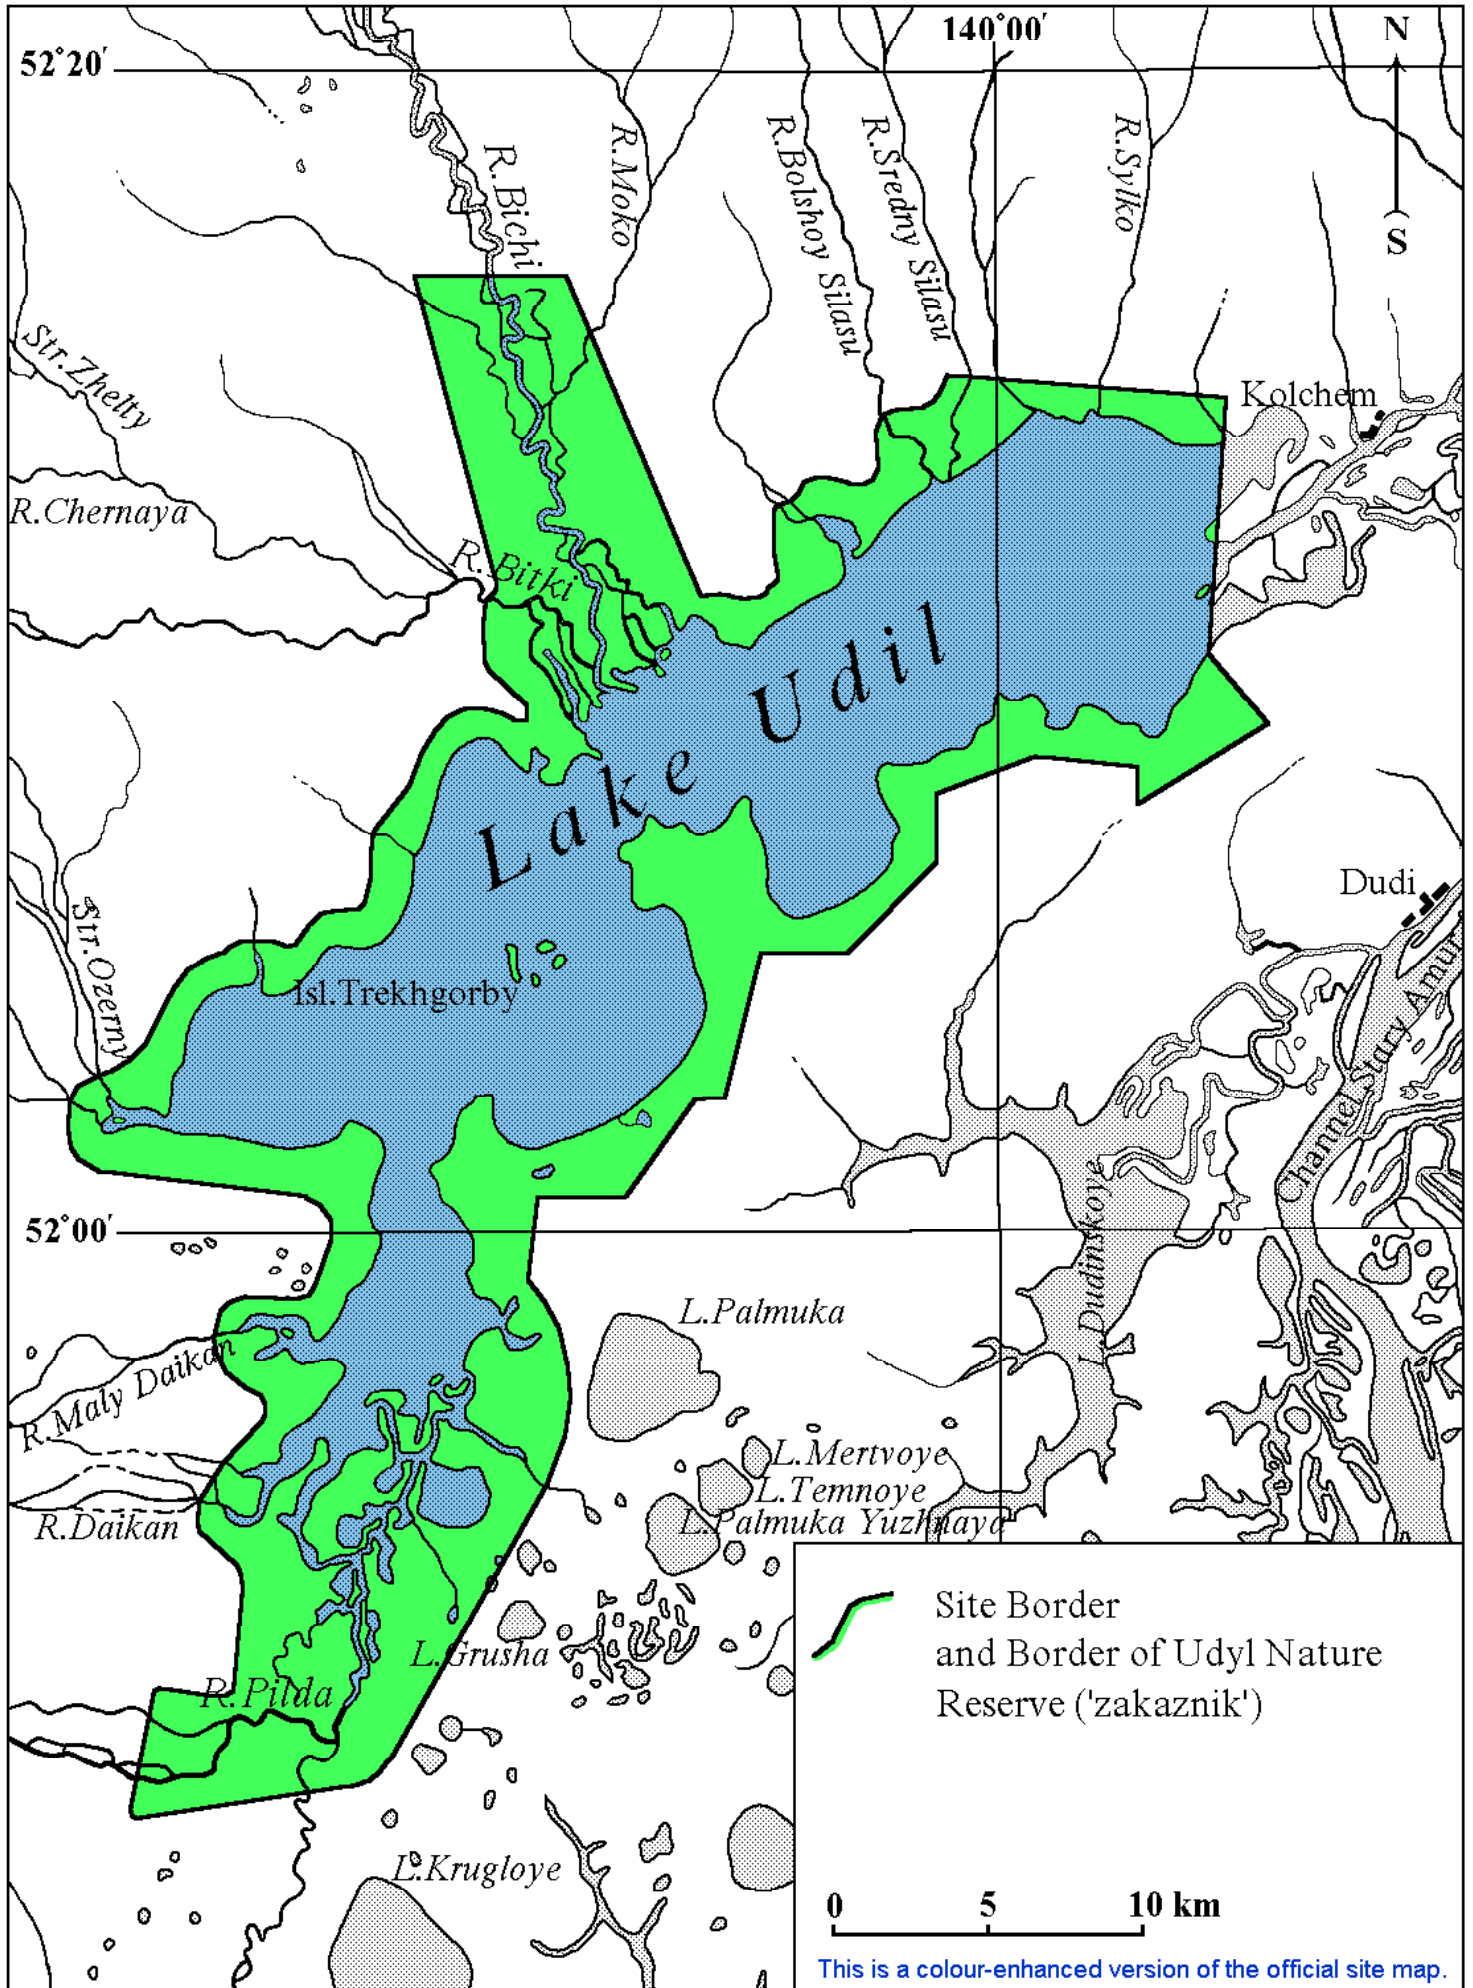 140°00′
N
52°20′
R.Bichi
R.Moko
R.Bolshoy Silasu
R.Sredny Silasu
R.Sylko
S
Str.Zhelty
Kolchem
R.Chernaya
R.Bitki
Lake Udil
Dudi
Str.Ozerny
Isl.Trekhgorby
Channel Stary Amur
52°00′
L.Dudinskoye
L.Palmuka
R.Maly Daikan
L.Mertvoye
L.Temnoye
R.Daikan
L.Palmuka Yuzhnaya
Site Border
and Border of Udyl Nature
Reserve ('zakaznik')
L.Grusha
R.Pilda
L.Krugloye
0 5 10 km
This is a colour-enhanced version of the official site map.